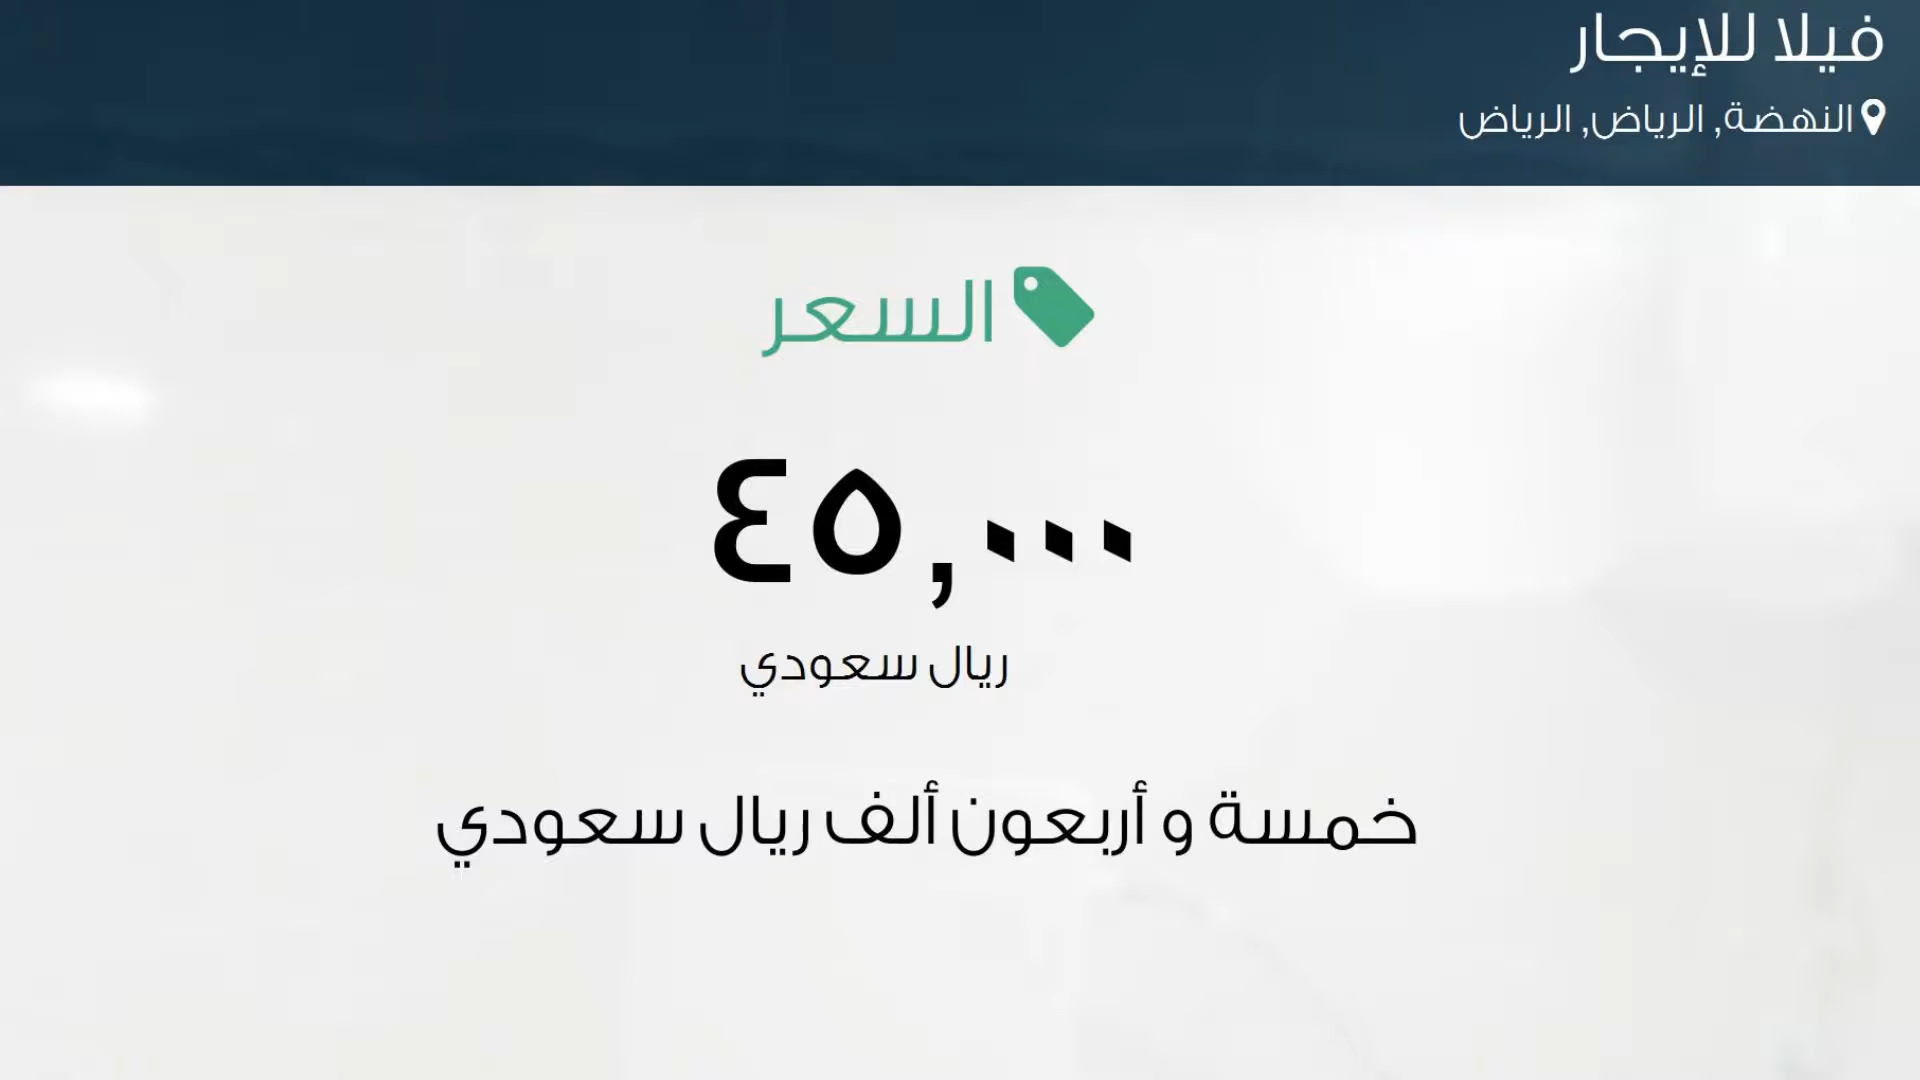 فيلا للإيجار
النهضة, الرياض, الرياض
السعر
٤٥,٠٠٠
ريال سعودي
خمسة و أربعون ألف ريال سعودي